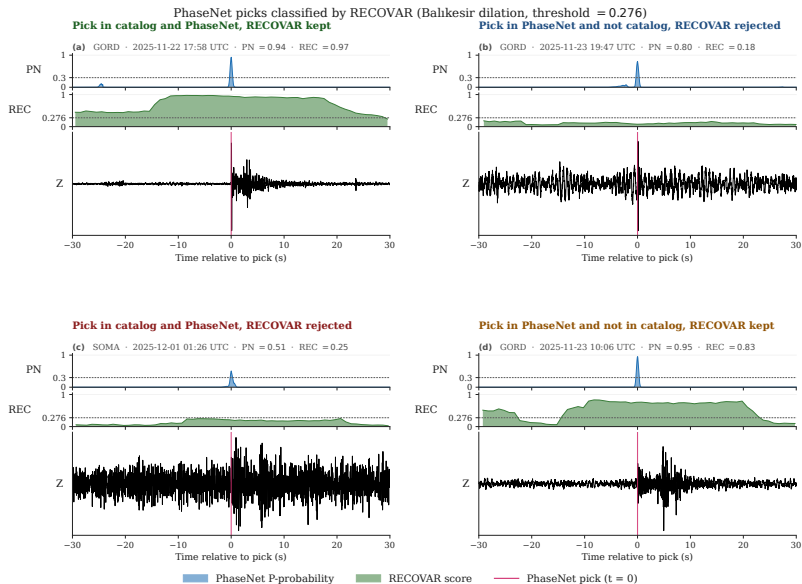 PhaseNet picks classified by RECOVAR (Balıkesir dilation, threshold = 0.276)
Pick in catalog and PhaseNet, RECOVAR kept
(a) GORD · 2025-11-22 17:58 UTC · PN = 0.94 · REC = 0.97
PN
1
0.3
0
REC
1
0.276
0
Z
−30 −20 −10 0 10 20 30
Time relative to pick (s)
Pick in PhaseNet and not catalog, RECOVAR rejected
(b) GORD · 2025-11-23 19:47 UTC · PN = 0.80 · REC = 0.18
PN
1
0.3
0
REC
1
0.276
0
Z
−30 −20 −10 0 10 20 30
Time relative to pick (s)
Pick in catalog and PhaseNet, RECOVAR rejected
(c) SOMA · 2025-12-01 01:26 UTC · PN = 0.51 · REC = 0.25
PN
1
0.3
0
REC
1
0.276
0
Z
−30 −20 −10 0 10 20 30
Time relative to pick (s)
Pick in PhaseNet and not in catalog, RECOVAR kept
(d) GORD · 2025-11-23 10:06 UTC · PN = 0.95 · REC = 0.83
PN
1
0.3
0
REC
1
0.276
0
Z
−30 −20 −10 0 10 20 30
Time relative to pick (s)
PhaseNet P-probability RECOVAR score PhaseNet pick (t = 0)